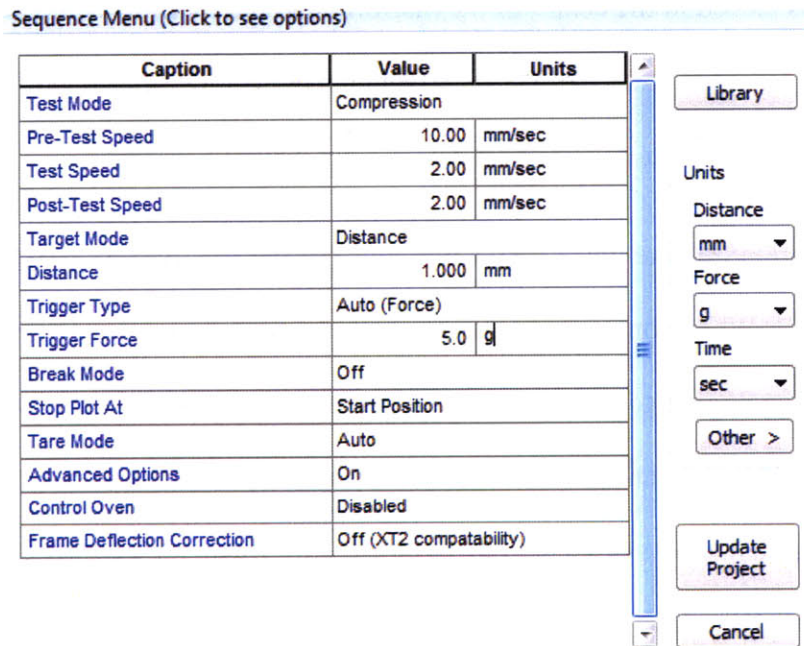 Sequence Menu (Click to see options)
Caption Value Units
Test Mode Compression
Pre-Test Speed 10.00 mm/sec
Test Speed 2.00 mm/sec
Post-Test Speed 2.00 mm/sec
Target Mode Distance
Distance 1.000 mm
Trigger Type Auto (Force)
Trigger Force 5.0 g
Break Mode Off
Stop Plot At Start Position
Tare Mode Auto
Advanced Options On
Control Oven Disabled
Frame Deflection Correction Off (XT2 compatability)
Library
Units
Distance
mm
Force
g
Time
sec
Other >
Update
Project
Cancel